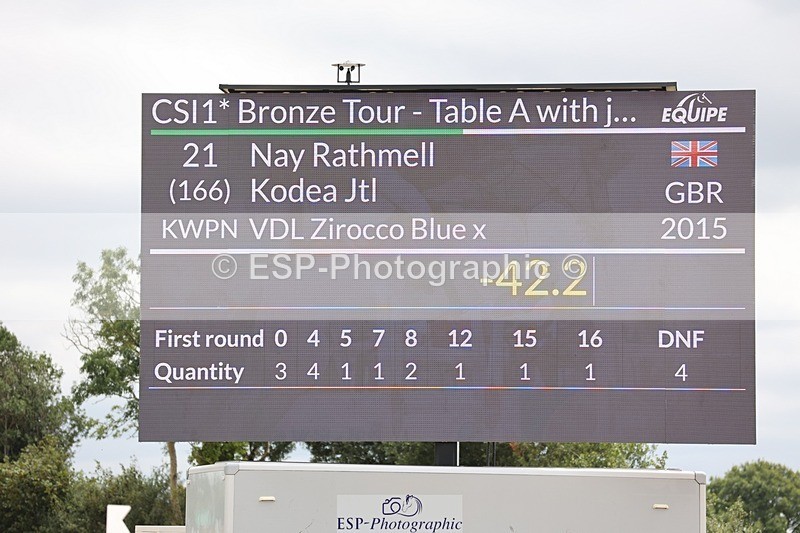 CSI1* Bronze Tour - Table A with j... EQUIPE
21 Nay Rathmell
(166) Kodea Jtl GBR
KWPN VDL Zirocco Blue x 2015
© ESP-Photographic ©
-42.2
First round 0 4 5 7 8 12 15 16 DNF
Quantity 3 4 1 1 2 1 1 1 4
ESP-Photographic